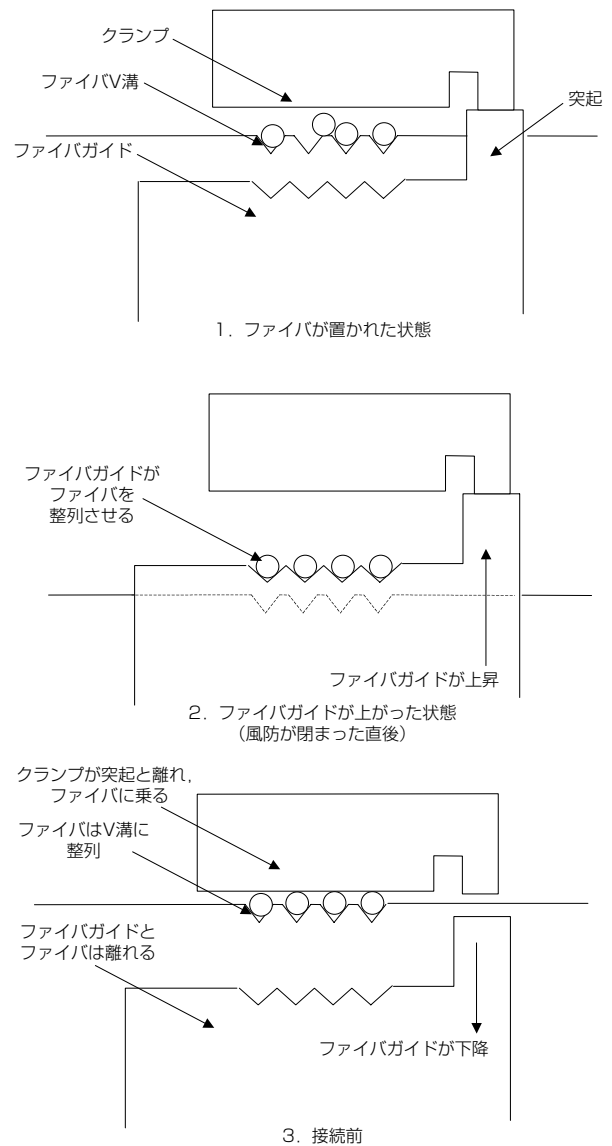 クランプ
ファイバV溝
突起
ファイバガイド
1．ファイバが置かれた状態
ファイバガイドが
ファイバを
整列させる
ファイバガイドが上昇
2．ファイバガイドが上がった状態
（風防が閉まった直後）
クランプが突起と離れ，
ファイバに乗る
ファイバはV溝に
整列
ファイバガイドと
ファイバは離れる
ファイバガイドが下降
3．接続前